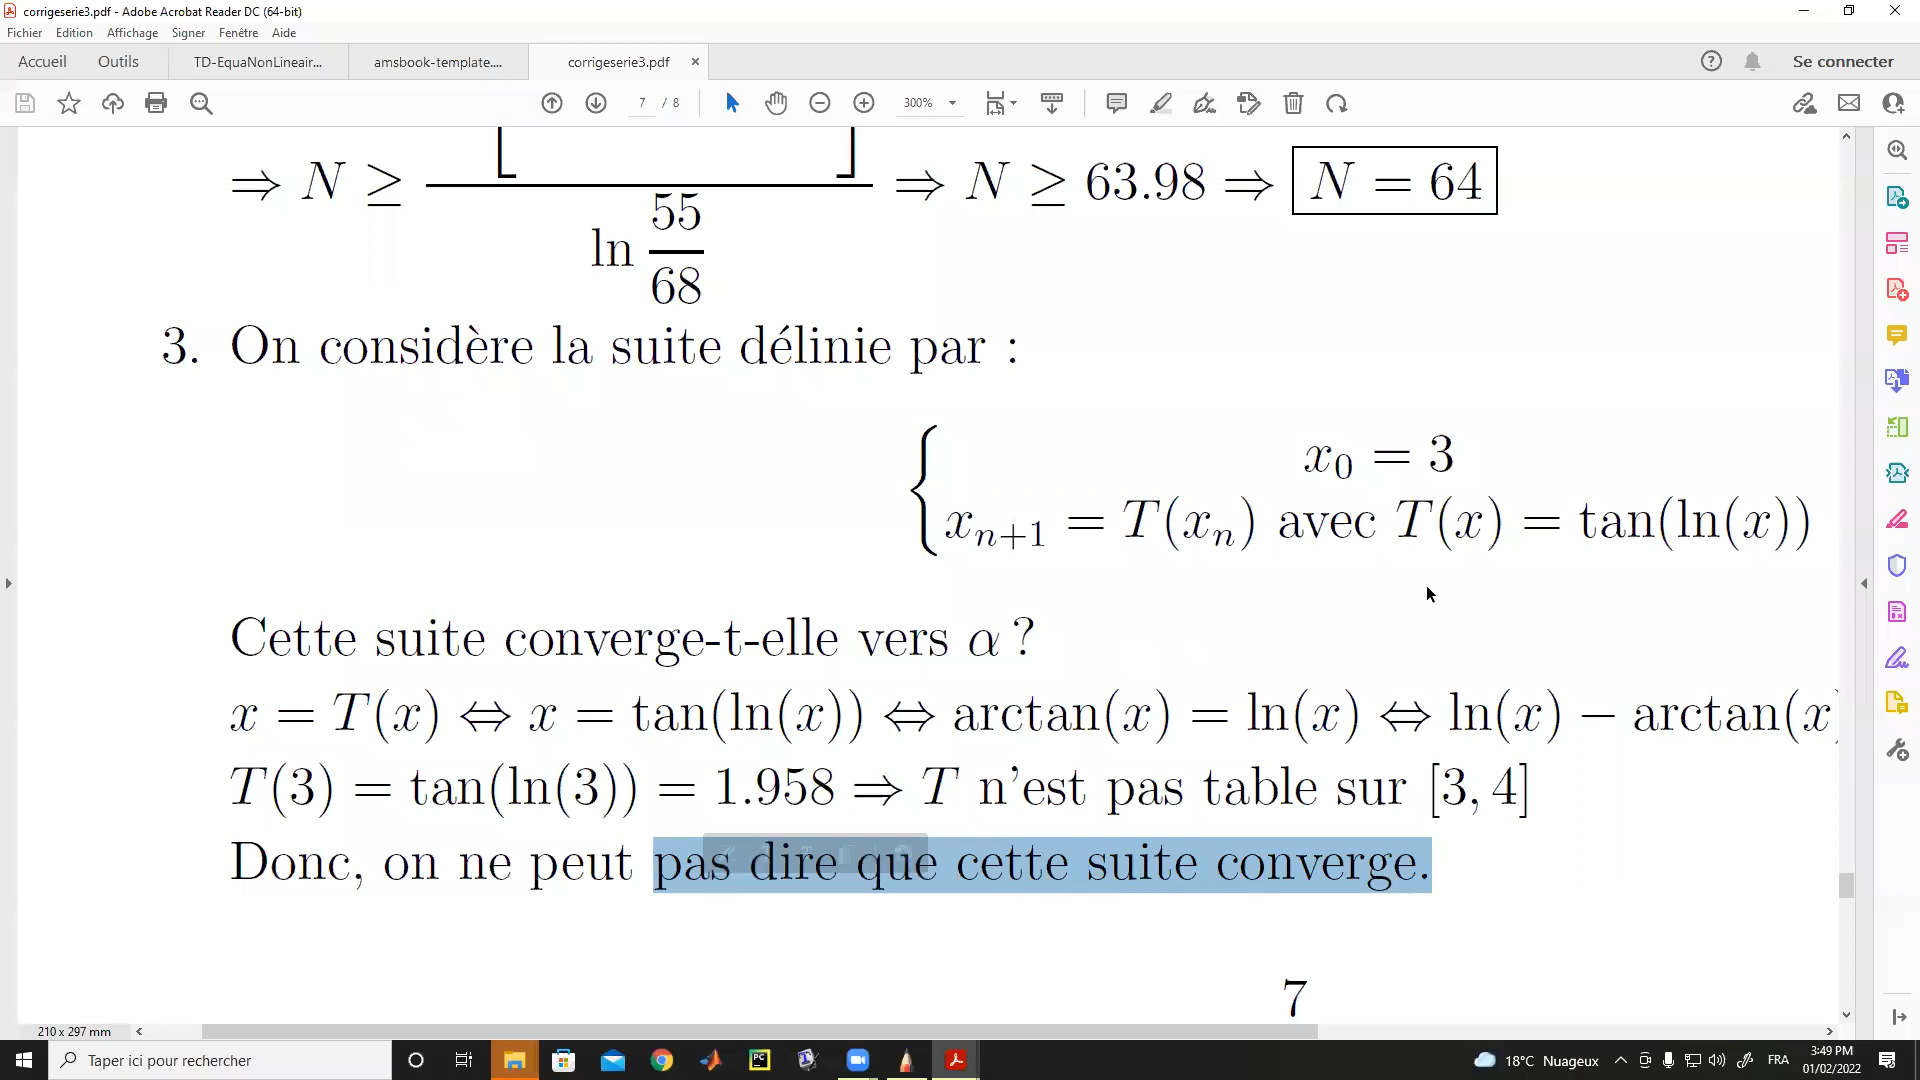 corrigeserie3.pdf - Adobe Acrobat Reader DC (64-bit)
Fichier Edition Affichage Signer Fenêtre Aide
Accueil Outils TD-EquaNonLineair... amsbook-template.... corrigeserie3.pdf × Se connecter
7 / 8 300%
⇒ N ≥ ln 55/68 ⇒ N ≥ 63.98 ⇒ N = 64
3. On considère la suite délinie par :
x₀ = 3
xₙ₊₁ = T(xₙ) avec T(x) = tan(ln(x))
Cette suite converge-t-elle vers α ?
x = T(x) ⇔ x = tan(ln(x)) ⇔ arctan(x) = ln(x) ⇔ ln(x) − arctan(x)
T(3) = tan(ln(3)) = 1.958 ⇒ T n'est pas table sur [3, 4]
Donc, on ne peut pas dire que cette suite converge.
7
210 x 297 mm
Taper ici pour rechercher
18°C Nuageux FRA 3:49 PM
01/02/2022